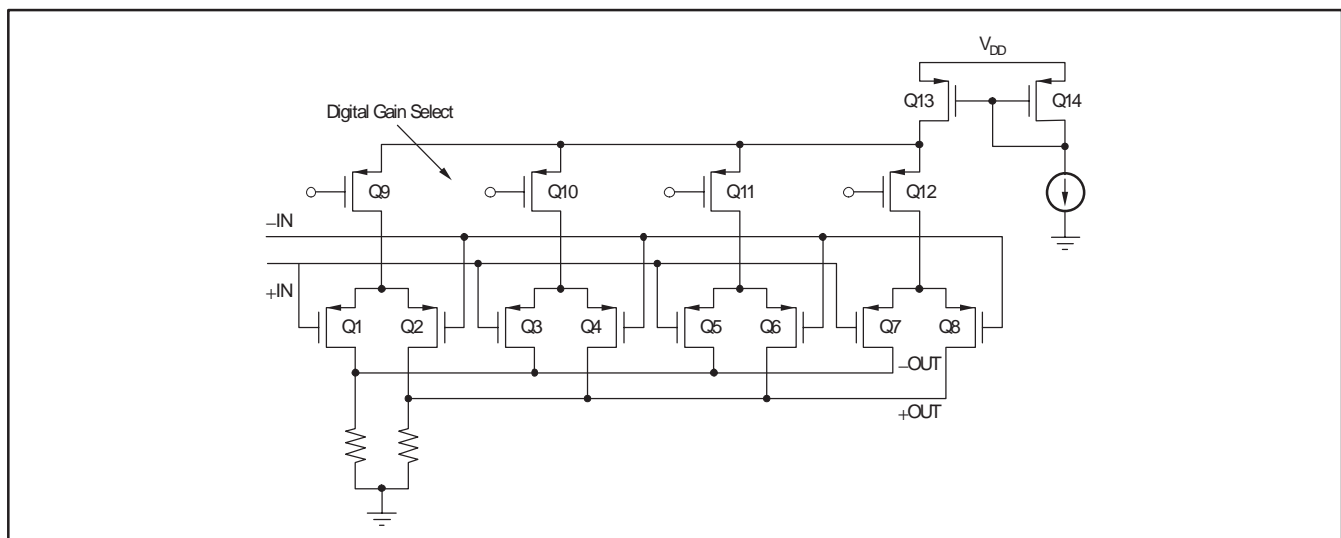 V_DD
Q13
Q14
Digital Gain Select
Q9
Q10
Q11
Q12
–IN
+IN
Q1
Q2
Q3
Q4
Q5
Q6
Q7
Q8
–OUT
+OUT